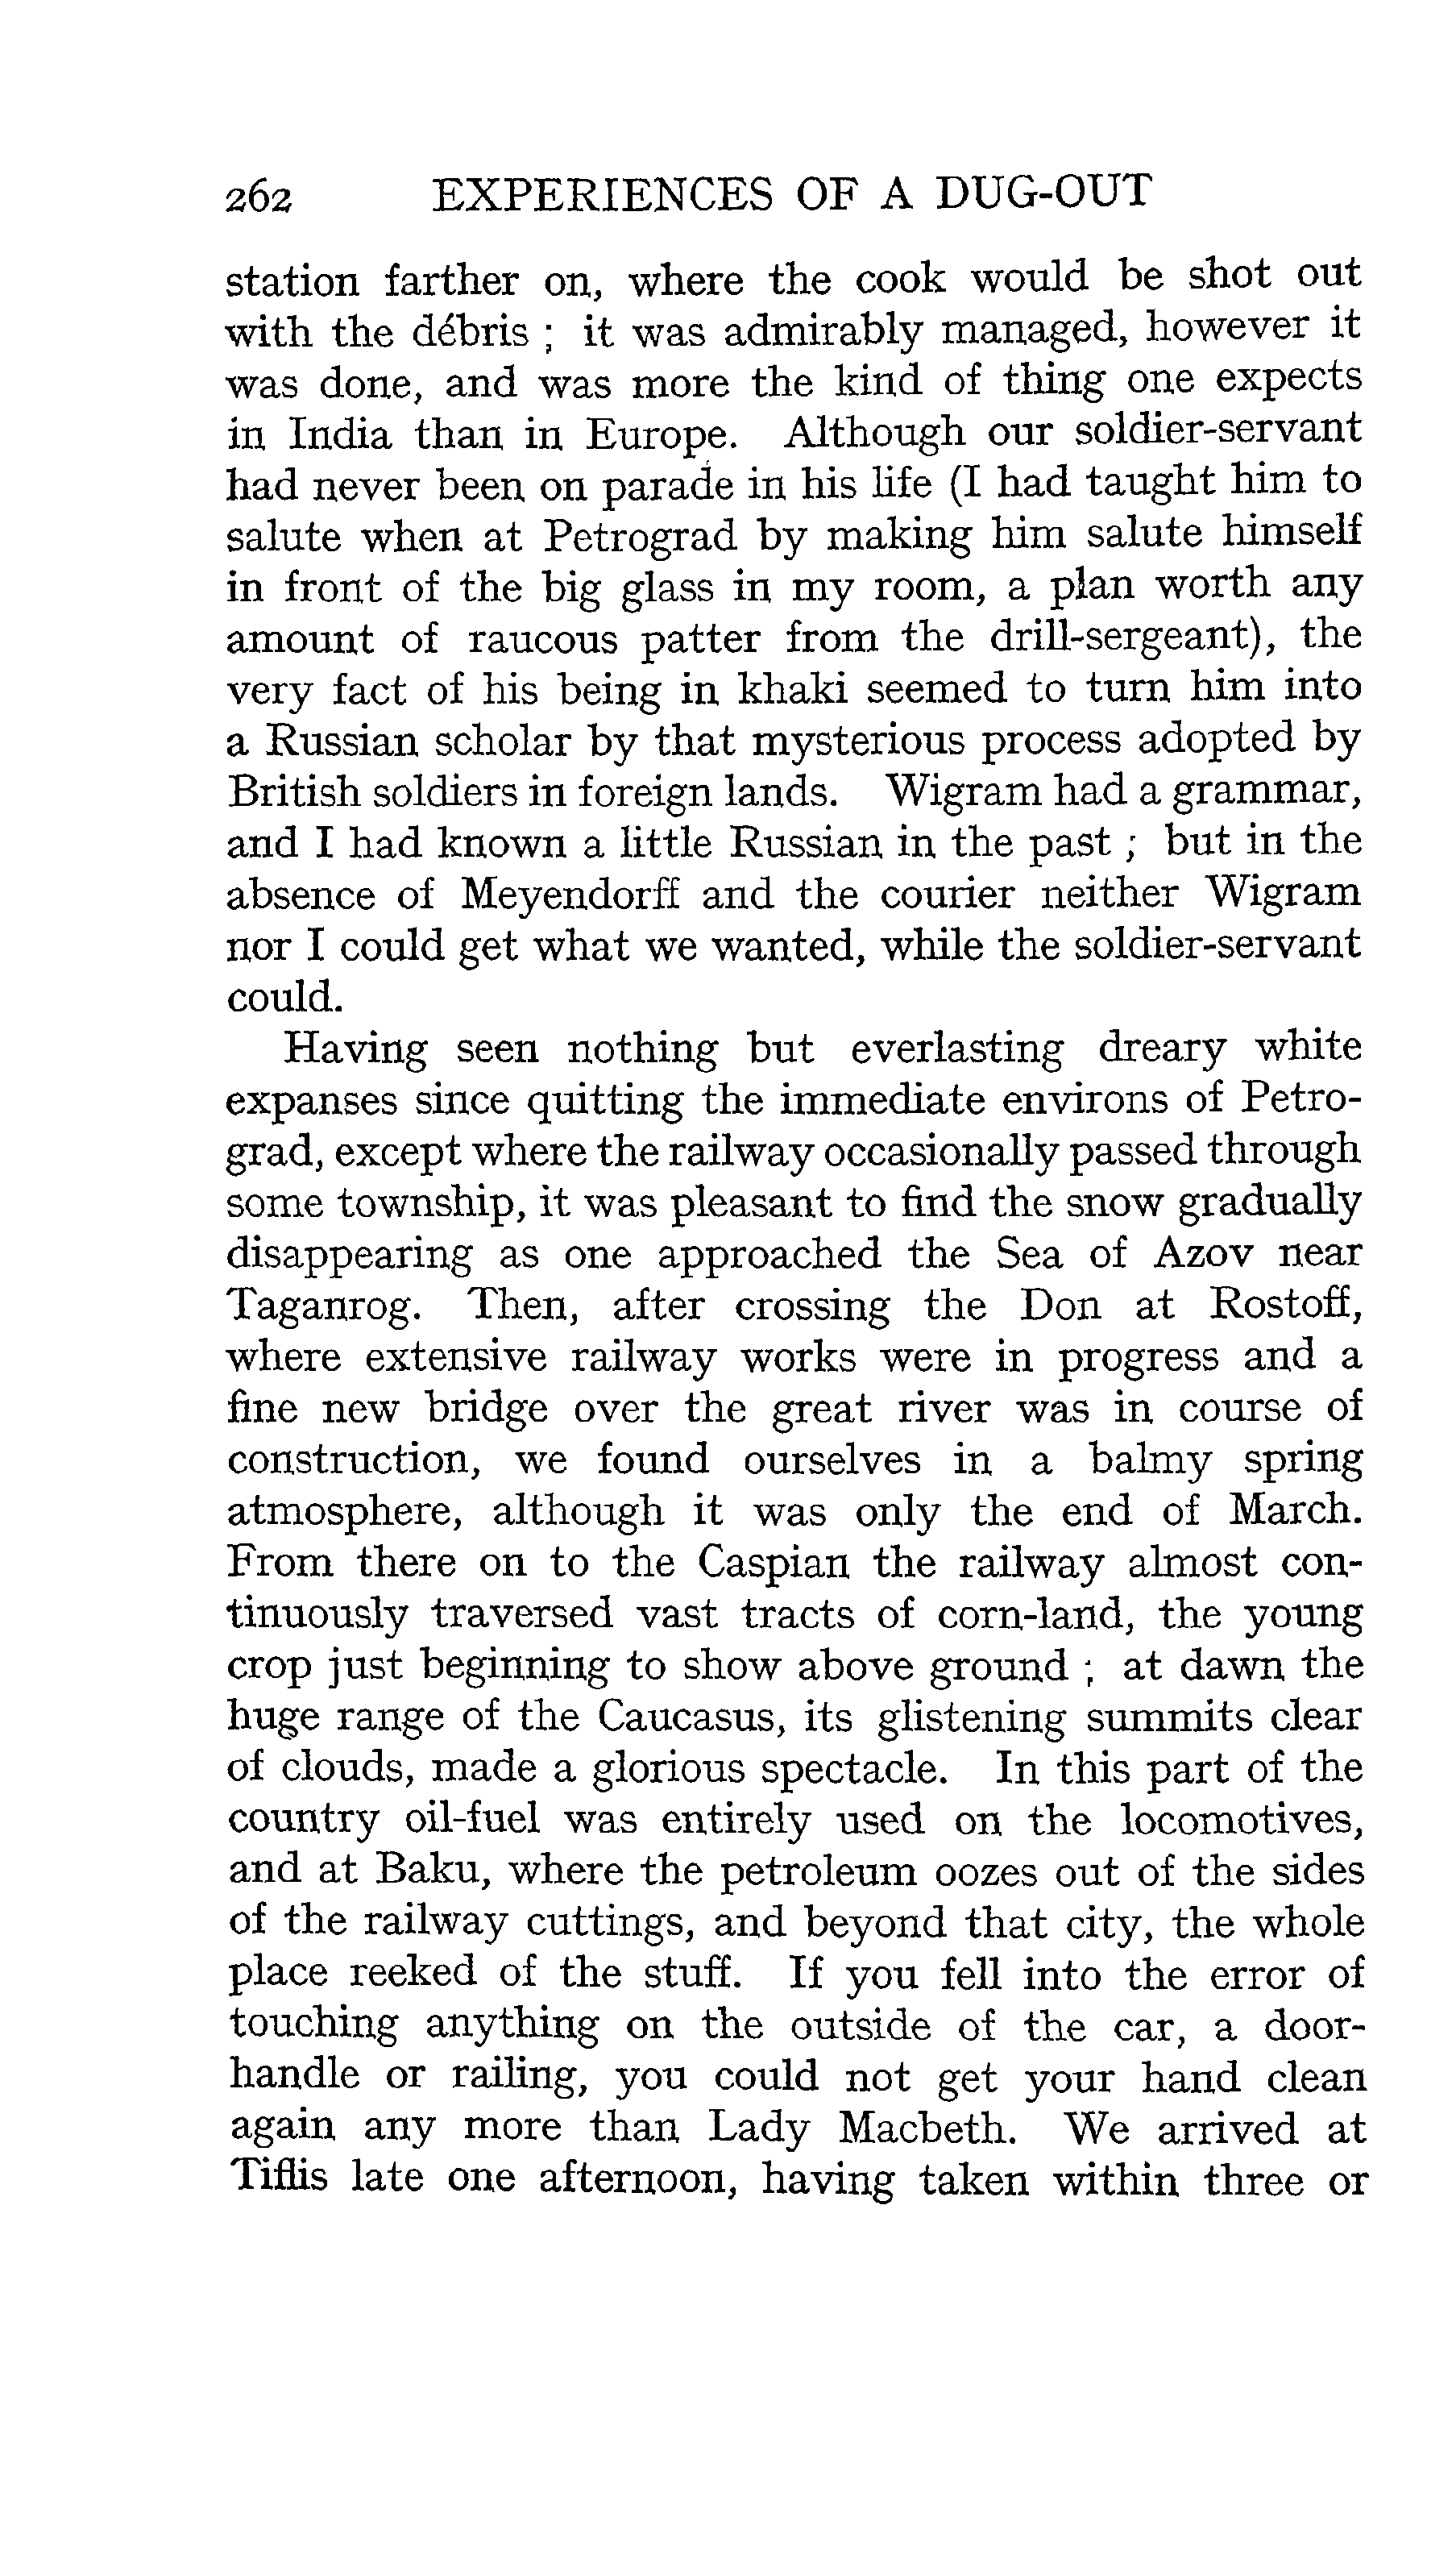 262 EXPERIENCES OF A DUG-OUT
station farther on, where the cook would be shot out
with the débris ; it was admirably managed, however it
was done, and was more the kind of thing one expects
in India than in Europe. Although our soldier-servant
had never been on parade in his life (I had taught him to
salute when at Petrograd by making him salute himself
in front of the big glass in my room, a plan worth any
amount of raucous patter from the drill-sergeant), the
very fact of his being in khaki seemed to turn him into
a Russian scholar by that mysterious process adopted by
British soldiers in foreign lands. Wigram had a grammar,
and I had known a little Russian in the past ; but in the
absence of Meyendorff and the courier neither Wigram
nor I could get what we wanted, while the soldier-servant
could.
Having seen nothing but everlasting dreary white
expanses since quitting the immediate environs of Petro-
grad, except where the railway occasionally passed through
some township, it was pleasant to find the snow gradually
disappearing as one approached the Sea of Azov near
Taganrog. Then, after crossing the Don at Rostoff,
where extensive railway works were in progress and a
fine new bridge over the great river was in course of
construction, we found ourselves in a balmy spring
atmosphere, although it was only the end of March.
From there on to the Caspian the railway almost con-
tinuously traversed vast tracts of corn-land, the young
crop just beginning to show above ground ; at dawn the
huge range of the Caucasus, its glistening summits clear
of clouds, made a glorious spectacle. In this part of the
country oil-fuel was entirely used on the locomotives,
and at Baku, where the petroleum oozes out of the sides
of the railway cuttings, and beyond that city, the whole
place reeked of the stuff. If you fell into the error of
touching anything on the outside of the car, a door-
handle or railing, you could not get your hand clean
again any more than Lady Macbeth. We arrived at
Tiflis late one afternoon, having taken within three or